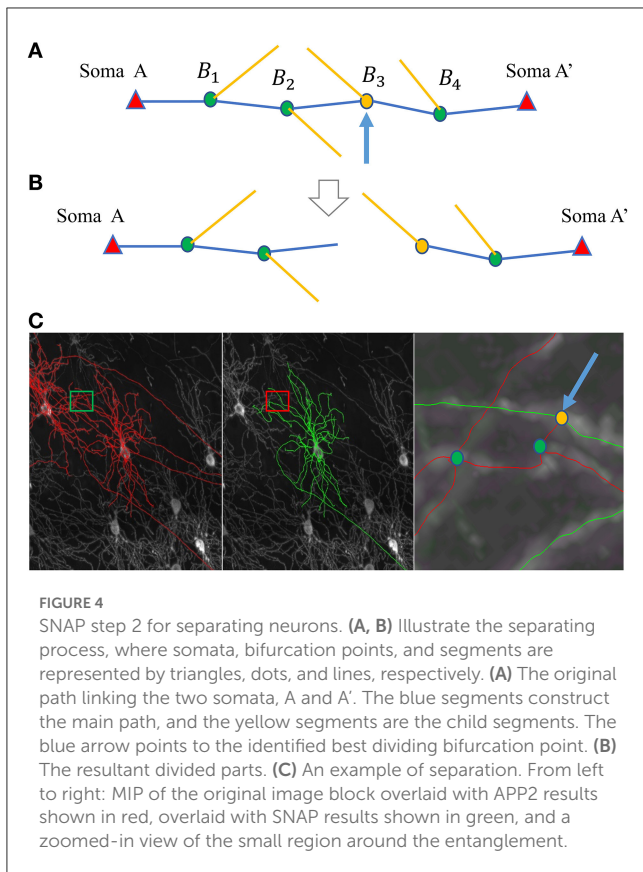 A
Soma A B₁ B₂ B₃ B₄ Soma A'
B
Soma A Soma A'
C
FIGURE 4
SNAP step 2 for separating neurons. (A, B) Illustrate the separating
process, where somata, bifurcation points, and segments are
represented by triangles, dots, and lines, respectively. (A) The original
path linking the two somata, A and A'. The blue segments construct
the main path, and the yellow segments are the child segments. The
blue arrow points to the identified best dividing bifurcation point. (B)
The resultant divided parts. (C) An example of separation. From left
to right: MIP of the original image block overlaid with APP2 results
shown in red, overlaid with SNAP results shown in green, and a
zoomed-in view of the small region around the entanglement.